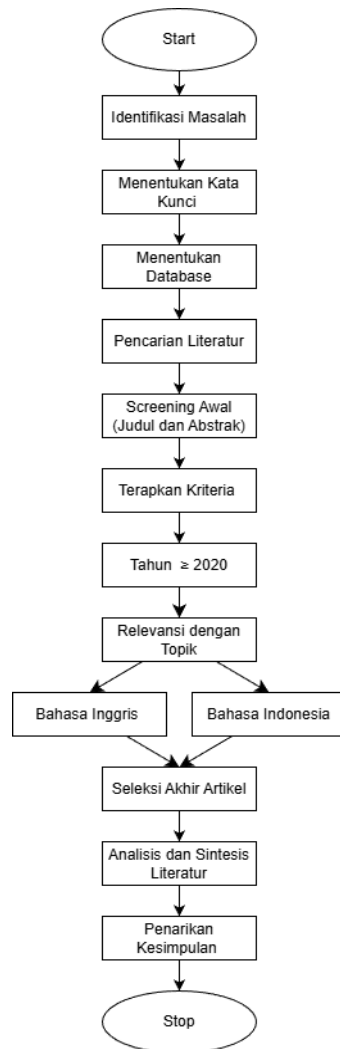 Start
Identifikasi Masalah
Menentukan Kata
Kunci
Menentukan
Database
Pencarian Literatur
Screening Awal
(Judul dan Abstrak)
Terapkan Kriteria
Tahun ≥ 2020
Relevansi dengan
Topik
Bahasa Inggris
Bahasa Indonesia
Seleksi Akhir Artikel
Analisis dan Sintesis
Literatur
Penarikan
Kesimpulan
Stop